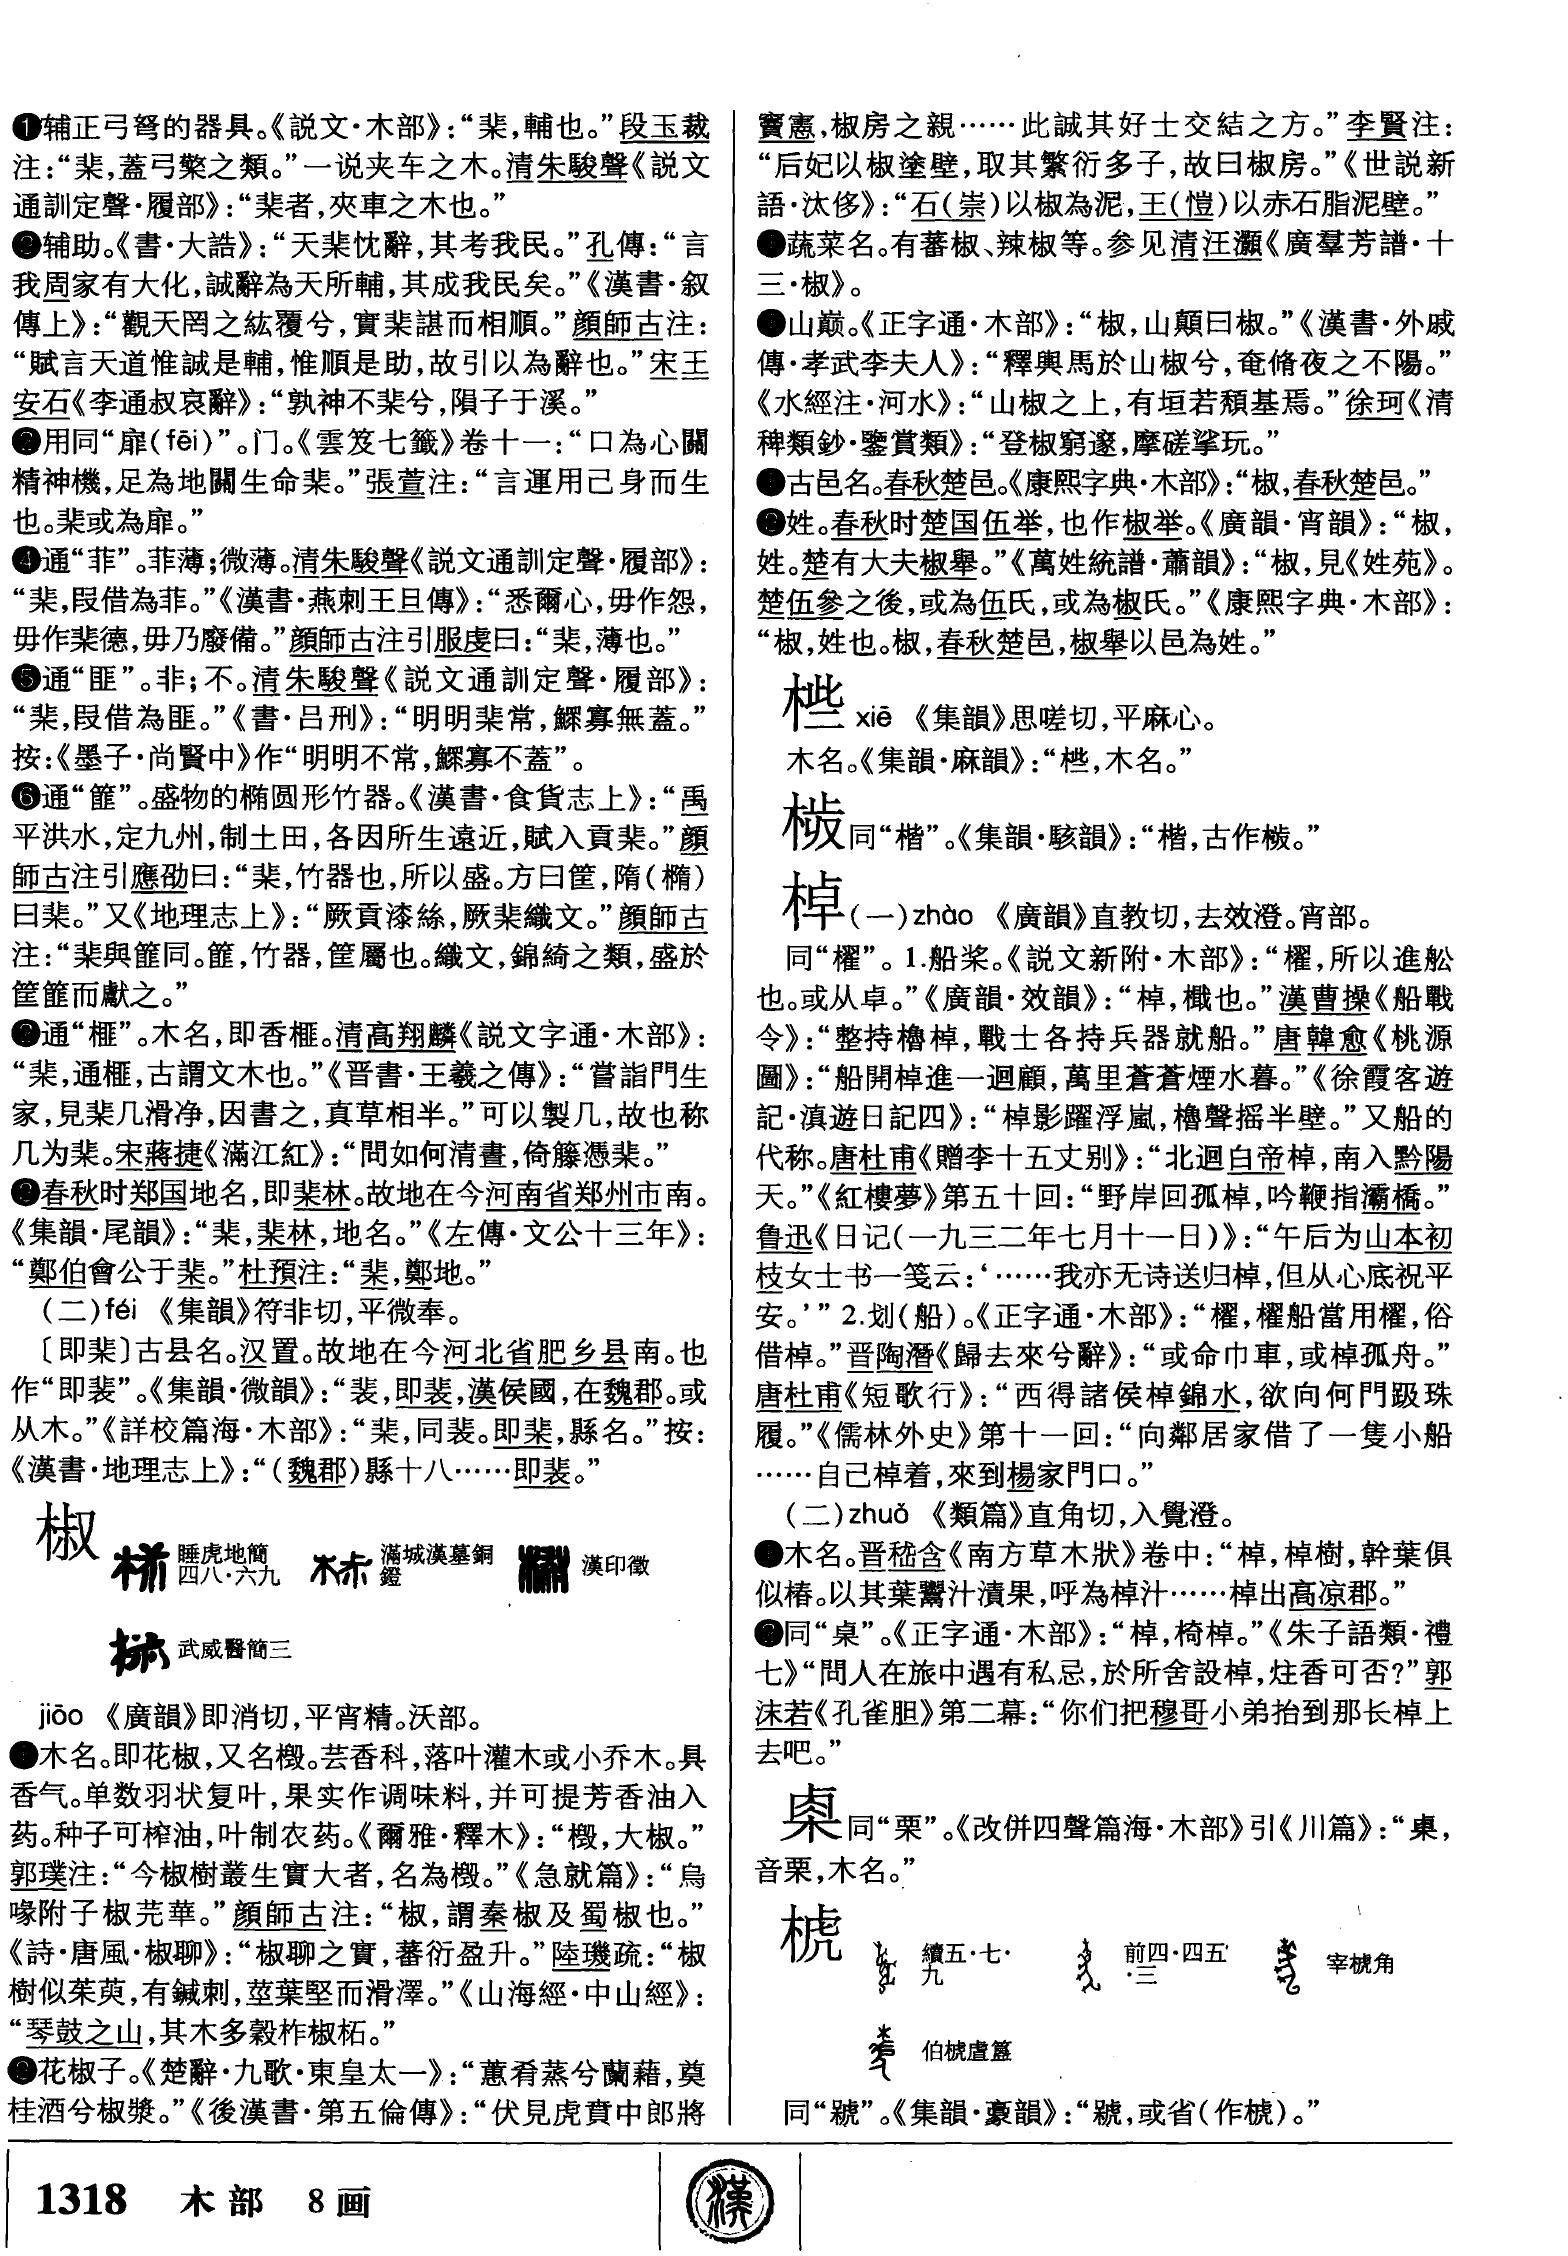 ❶辅正弓弩的器具。《説文·木部》：“棐，輔也。”段玉裁
注：“棐，蓋弓檠之類。”一说夹车之木。清朱駿聲《説文
通訓定聲·履部》：“棐者，夾車之木也。”
❷辅助。《書·大誥》：“天棐忱辭，其考我民。”孔傳：“言
我周家有大化，誠辭為天所輔，其成我民矣。”《漢書·叙
傳上》：“觀天罔之紘覆兮，實棐諶而相順。”顔師古注：
“賦言天道惟誠是輔，惟順是助，故引以為辭也。”宋王
安石《李通叔哀辭》：“孰神不棐兮，隕子于溪。”
❸用同“扉(fēi)”。门。《雲笈七籤》卷十一：“口為心關
精神機，足為地關生命棐。”張萱注：“言運用己身而生
也。棐或為扉。”
❹通“菲”。菲薄；微薄。清朱駿聲《説文通訓定聲·履部》：
“棐，叚借為菲。”《漢書·燕刺王旦傳》：“悉爾心，毋作怨，
毋作棐德，毋乃廢備。”顔師古注引服虔曰：“棐，薄也。”
❺通“匪”。非；不。清朱駿聲《説文通訓定聲·履部》：
“棐，叚借為匪。”《書·吕刑》：“明明棐常，鰥寡無蓋。”
按：《墨子·尚賢中》作“明明不常，鰥寡不蓋”。
❻通“篚”。盛物的椭圆形竹器。《漢書·食貨志上》：“禹
平洪水，定九州，制土田，各因所生遠近，賦入貢棐。”顔
師古注引應劭曰：“棐，竹器也，所以盛。方曰筐，隋(橢)
曰棐。”又《地理志上》：“厥貢漆絲，厥棐織文。”顔師古
注：“棐與篚同。篚，竹器，筐屬也。織文，錦綺之類，盛於
筐篚而獻之。”
❼通“榧”。木名，即香榧。清高翔麟《説文字通·木部》：
“棐，通榧，古謂文木也。”《晋書·王羲之傳》：“嘗詣門生
家，見棐几滑净，因書之，真草相半。”可以製几，故也称
几为棐。宋蔣捷《滿江紅》：“問如何清晝，倚籐憑棐。”
❽春秋时郑国地名，即棐林。故地在今河南省郑州市南。
《集韻·尾韻》：“棐，棐林，地名。”《左傳·文公十三年》：
“鄭伯會公于棐。”杜預注：“棐，鄭地。”
(二)féi 《集韻》符非切，平微奉。
〔即棐〕古县名。汉置。故地在今河北省肥乡县南。也
作“即裴”。《集韻·微韻》：“裴，即裴，漢侯國，在魏郡。或
从木。”《詳校篇海·木部》：“棐，同裴。即棐，縣名。”按：
《漢書·地理志上》：“(魏郡)縣十八……即裴。”
椒
睡虎地簡
四八·六九
滿城漢墓銅
鐙
漢印徵
武威醫簡三
jiāo 《廣韻》即消切，平宵精。沃部。
❶木名。即花椒，又名檓。芸香科，落叶灌木或小乔木。具
香气。单数羽状复叶，果实作调味料，并可提芳香油入
药。种子可榨油，叶制农药。《爾雅·釋木》：“檓，大椒。”
郭璞注：“今椒樹叢生實大者，名為檓。”《急就篇》：“烏
喙附子椒芫華。”顔師古注：“椒，謂秦椒及蜀椒也。”
《詩·唐風·椒聊》：“椒聊之實，蕃衍盈升。”陸璣疏：“椒
樹似茱萸，有鍼刺，莖葉堅而滑澤。”《山海經·中山經》：
“琴鼓之山，其木多榖柞椒柘。”
❷花椒子。《楚辭·九歌·東皇太一》：“蕙肴蒸兮蘭藉，奠
桂酒兮椒漿。”《後漢書·第五倫傳》：“伏見虎賁中郎將
竇憲，椒房之親……此誠其好士交結之方。”李賢注：
“后妃以椒塗壁，取其繁衍多子，故曰椒房。”《世説新
語·汰侈》：“石(崇)以椒為泥，王(愷)以赤石脂泥壁。”
❸蔬菜名。有蕃椒、辣椒等。参见清汪灝《廣羣芳譜·十
三·椒》。
❹山巅。《正字通·木部》：“椒，山顛曰椒。”《漢書·外戚
傳·孝武李夫人》：“釋輿馬於山椒兮，奄脩夜之不陽。”
《水經注·河水》：“山椒之上，有垣若頽基焉。”徐珂《清
稗類鈔·鑒賞類》：“登椒窮邃，摩磋挲玩。”
❺古邑名。春秋楚邑。《康熙字典·木部》：“椒，春秋楚邑。”
❻姓。春秋时楚国伍举，也作椒举。《廣韻·宵韻》：“椒，
姓。楚有大夫椒舉。”《萬姓統譜·蕭韻》：“椒，見《姓苑》。
楚伍參之後，或為伍氏，或為椒氏。”《康熙字典·木部》：
“椒，姓也。椒，春秋楚邑，椒舉以邑為姓。”
𣒁 xiē 《集韻》思嗟切，平麻心。
木名。《集韻·麻韻》：“𣒁，木名。”
同“楷”。《集韻·駭韻》：“楷，古作。”
棹(一)zhào 《廣韻》直教切，去效澄。宵部。
同“櫂”。1.船桨。《説文新附·木部》：“櫂，所以進舩
也。或从卓。”《廣韻·效韻》：“棹，檝也。”漢曹操《船戰
令》：“整持櫓棹，戰士各持兵器就船。”唐韓愈《桃源
圖》：“船開棹進一迴顧，萬里蒼蒼煙水暮。”《徐霞客遊
記·滇遊日記四》：“棹影躍浮嵐，櫓聲摇半壁。”又船的
代称。唐杜甫《贈李十五丈别》：“北迴白帝棹，南入黔陽
天。”《紅樓夢》第五十回：“野岸回孤棹，吟鞭指灞橋。”
鲁迅《日记(一九三二年七月十一日)》：“午后为山本初
枝女士书一笺云：‘……我亦无诗送归棹，但从心底祝平
安。’” 2.划(船)。《正字通·木部》：“櫂，櫂船當用櫂，俗
借棹。”晋陶潛《歸去來兮辭》：“或命巾車，或棹孤舟。”
唐杜甫《短歌行》：“西得諸侯棹錦水，欲向何門趿珠
履。”《儒林外史》第十一回：“向鄰居家借了一隻小船
……自己棹着，來到楊家門口。”
(二)zhuō 《類篇》直角切，入覺澄。
❶木名。晋嵇含《南方草木狀》卷中：“棹，棹樹，幹葉俱
似椿。以其葉鬻汁漬果，呼為棹汁……棹出高凉郡。”
❷同“桌”。《正字通·木部》：“棹，椅棹。”《朱子語類·禮
七》“問人在旅中遇有私忌，於所舍設棹，炷香可否？”郭
沫若《孔雀胆》第二幕：“你们把穆哥小弟抬到那长棹上
去吧。”
同“栗”。《改併四聲篇海·木部》引《川篇》：“，
音栗，木名。”
椃
續五·七·
九
前四·四五
·三
宰椃角
伯椃虘簋
同“號”。《集韻·豪韻》：“號，或省(作椃)。”
1318 木部 8画
漢